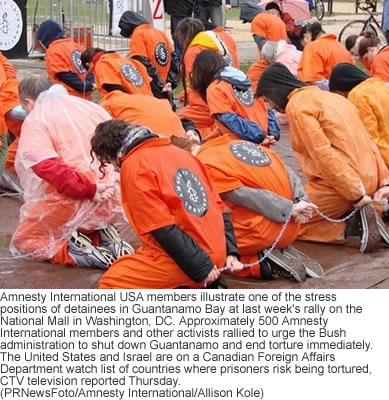 AMNESTY
Amnesty International USA members illustrate one of the stress
positions of detainees in Guantanamo Bay at last week's rally on the
National Mall in Washington, DC. Approximately 500 Amnesty
International members and other activists rallied to urge the Bush
administration to shut down Guantanamo and end torture immediately.
The United States and Israel are on a Canadian Foreign Affairs
Department watch list of countries where prisoners risk being tortured,
CTV television reported Thursday.
(PRNewsFoto/Amnesty International/Allison Kole)